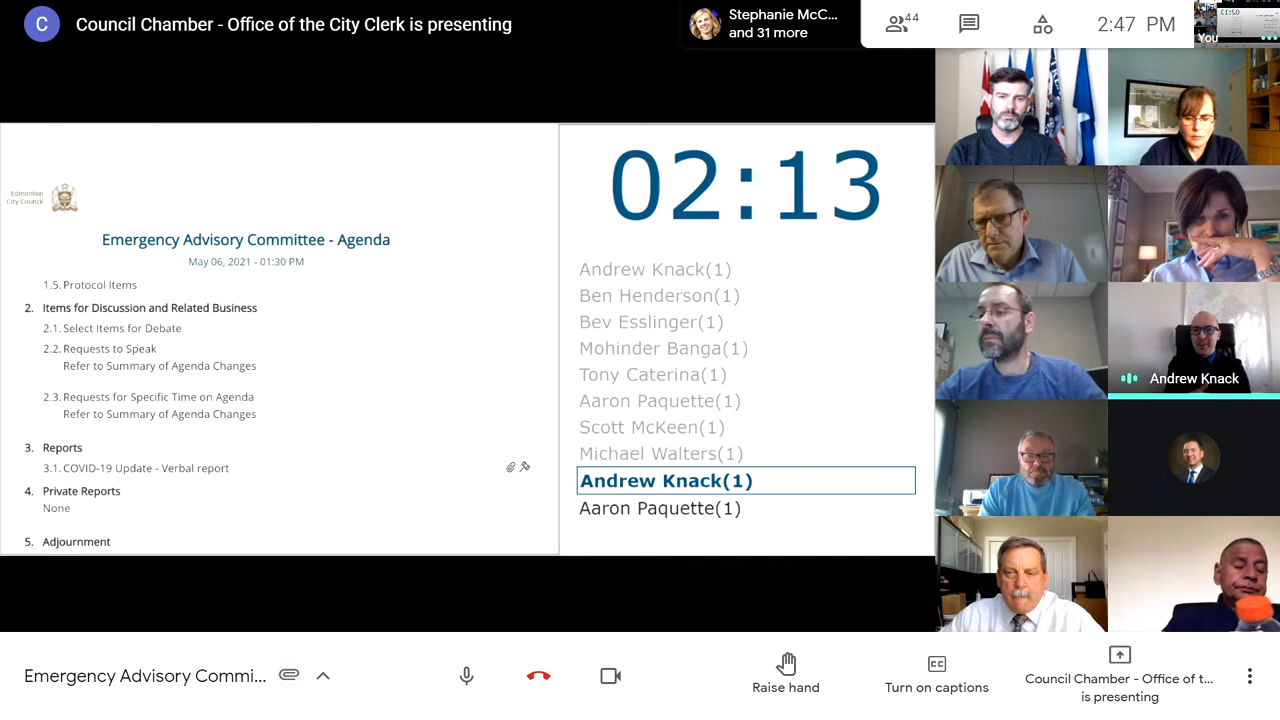 C
Council Chamber - Office of the City Clerk is presenting
Stephanie McC...
and 31 more
44
2:47 PM
02:13
You
Edmonton
City Council
Emergency Advisory Committee - Agenda
May 06, 2021 - 01:30 PM
1.5. Protocol Items
2. Items for Discussion and Related Business
2.1. Select Items for Debate
2.2. Requests to Speak
Refer to Summary of Agenda Changes
2.3. Requests for Specific Time on Agenda
Refer to Summary of Agenda Changes
3. Reports
3.1. COVID-19 Update - Verbal report
4. Private Reports
None
5. Adjournment
02:13
Andrew Knack(1)
Ben Henderson(1)
Bev Esslinger(1)
Mohinder Banga(1)
Tony Caterina(1)
Aaron Paquette(1)
Scott McKeen(1)
Michael Walters(1)
Andrew Knack(1)
Aaron Paquette(1)
Andrew Knack
Emergency Advisory Commi...
Raise hand
CC
Turn on captions
Council Chamber - Office of t...
is presenting